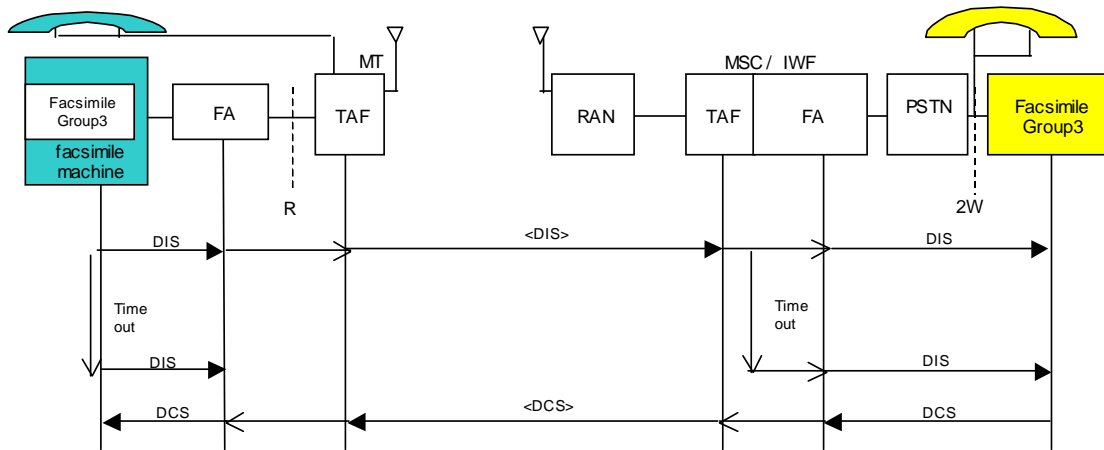 MT
MSC / IWF
Facsimile
Group3
facsimile
machine
FA
TAF
RAN
TAF
FA
PSTN
Facsimile
Group3
R
2W
DIS
<DIS>
DIS
Time
out
Time
out
DIS
DIS
DCS
<DCS>
DCS